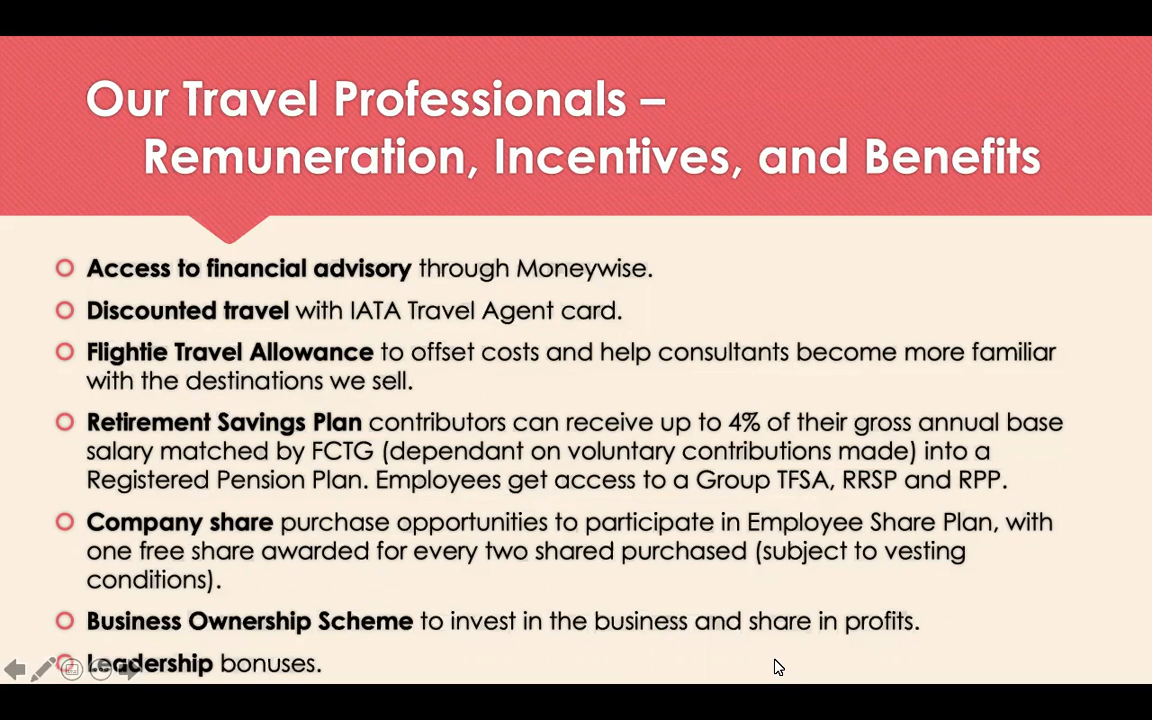 Our Travel Professionals –
Remuneration, Incentives, and Benefits
Access to financial advisory through Moneywise.
Discounted travel with IATA Travel Agent card.
Flightie Travel Allowance to offset costs and help consultants become more familiar
with the destinations we sell.
Retirement Savings Plan contributors can receive up to 4% of their gross annual base
salary matched by FCTG (dependant on voluntary contributions made) into a
Registered Pension Plan. Employees get access to a Group TFSA, RRSP and RPP.
Company share purchase opportunities to participate in Employee Share Plan, with
one free share awarded for every two shared purchased (subject to vesting
conditions).
Business Ownership Scheme to invest in the business and share in profits.
Leadership bonuses.